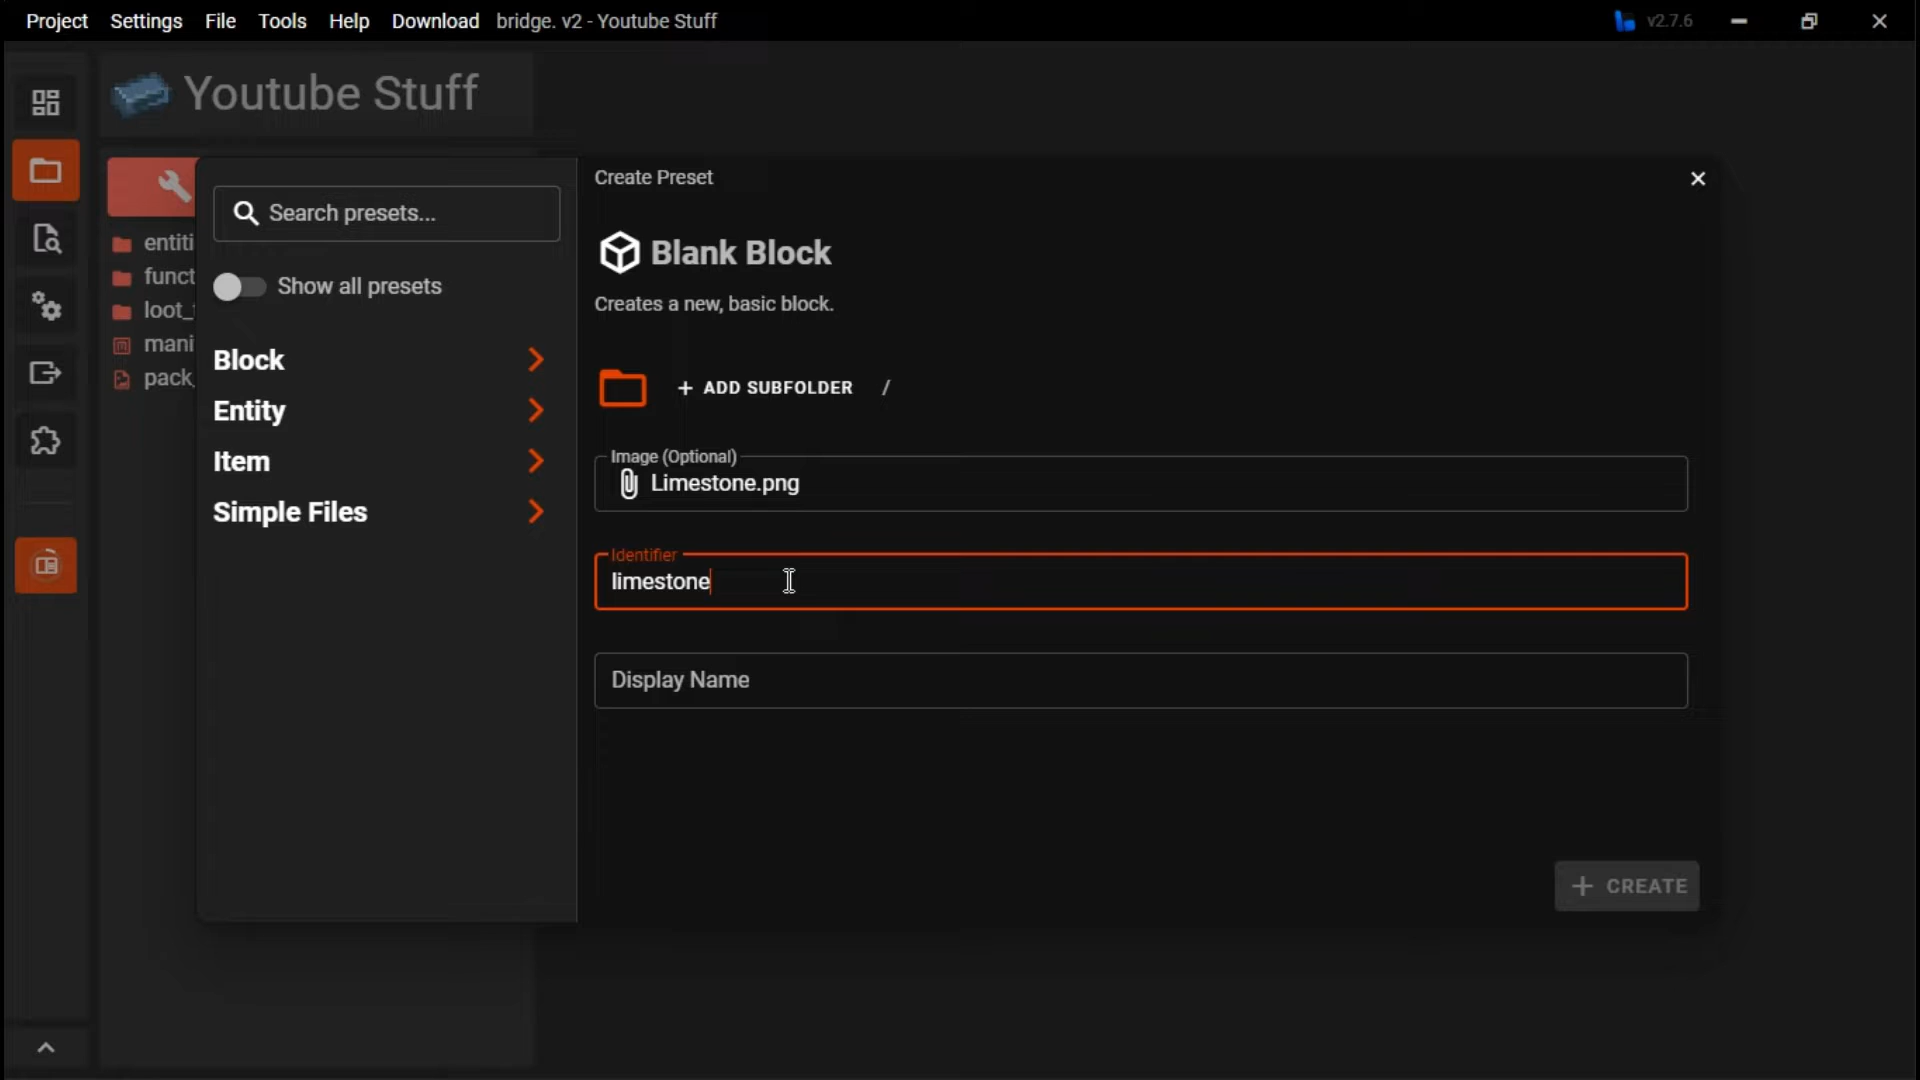 Project Settings File Tools Help Download bridge. v2 - Youtube Stuff v2.7.6
Youtube Stuff
Search presets...
Show all presets
Block
Entity
Item
Simple Files
entiti
funct
loot_
mani
pack_
Create Preset
Blank Block
Creates a new, basic block.
+ ADD SUBFOLDER /
Image (Optional)
Limestone.png
Identifier
limestone
Display Name
+ CREATE